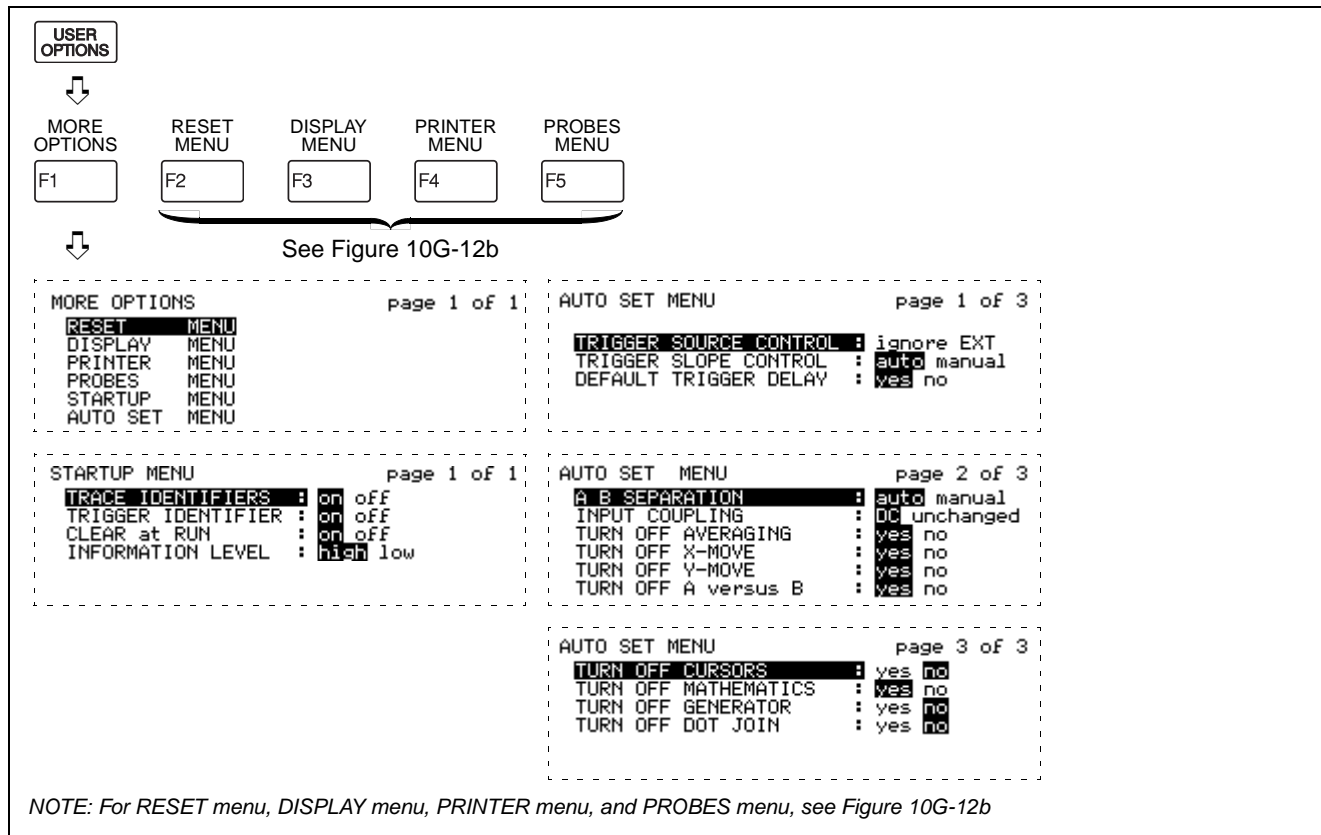 USER
OPTIONS
MORE OPTIONS
RESET MENU
DISPLAY MENU
PRINTER MENU
PROBES MENU
F1 F2 F3 F4 F5
See Figure 10G-12b
MORE OPTIONS page 1 of 1
RESET MENU
DISPLAY MENU
PRINTER MENU
PROBES MENU
STARTUP MENU
AUTO SET MENU
AUTO SET MENU page 1 of 3
TRIGGER SOURCE CONTROL : ignore EXT
TRIGGER SLOPE CONTROL : auto manual
DEFAULT TRIGGER DELAY : yes no
STARTUP MENU page 1 of 1
TRACE IDENTIFIERS : on off
TRIGGER IDENTIFIER : on off
CLEAR at RUN : on off
INFORMATION LEVEL : high low
AUTO SET MENU page 2 of 3
A B SEPARATION : auto manual
INPUT COUPLING : DC unchanged
TURN OFF AVERAGING : yes no
TURN OFF X-MOVE : yes no
TURN OFF Y-MOVE : yes no
TURN OFF A versus B : yes no
AUTO SET MENU page 3 of 3
TURN OFF CURSORS : yes no
TURN OFF MATHEMATICS : yes no
TURN OFF GENERATOR : yes no
TURN OFF DOT JOIN : yes no
NOTE: For RESET menu, DISPLAY menu, PRINTER menu, and PROBES menu, see Figure 10G-12b